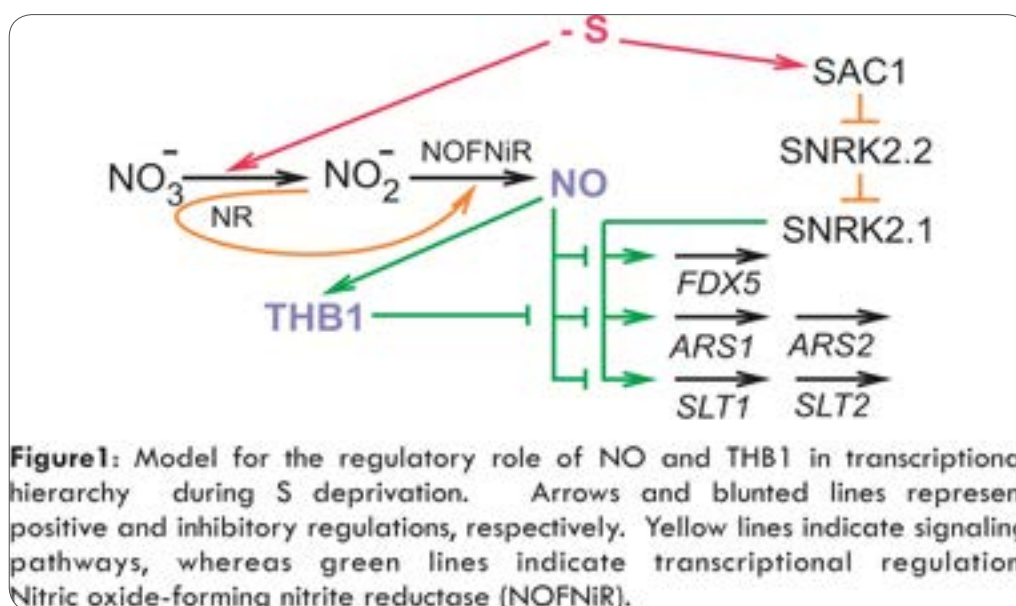 - S
SAC1
SNRK2.2
NO3- NO2- NOFNiR NO
NR
SNRK2.1
FDX5
THB1
ARS1 ARS2
SLT1 SLT2
Figure1: Model for the regulatory role of NO and THB1 in transcriptiona
hierarchy during S deprivation. Arrows and blunted lines represen
positive and inhibitory regulations, respectively. Yellow lines indicate signaling
pathways, whereas green lines indicate transcriptional regulation
Nitric oxide-forming nitrite reductase (NOFNiR).